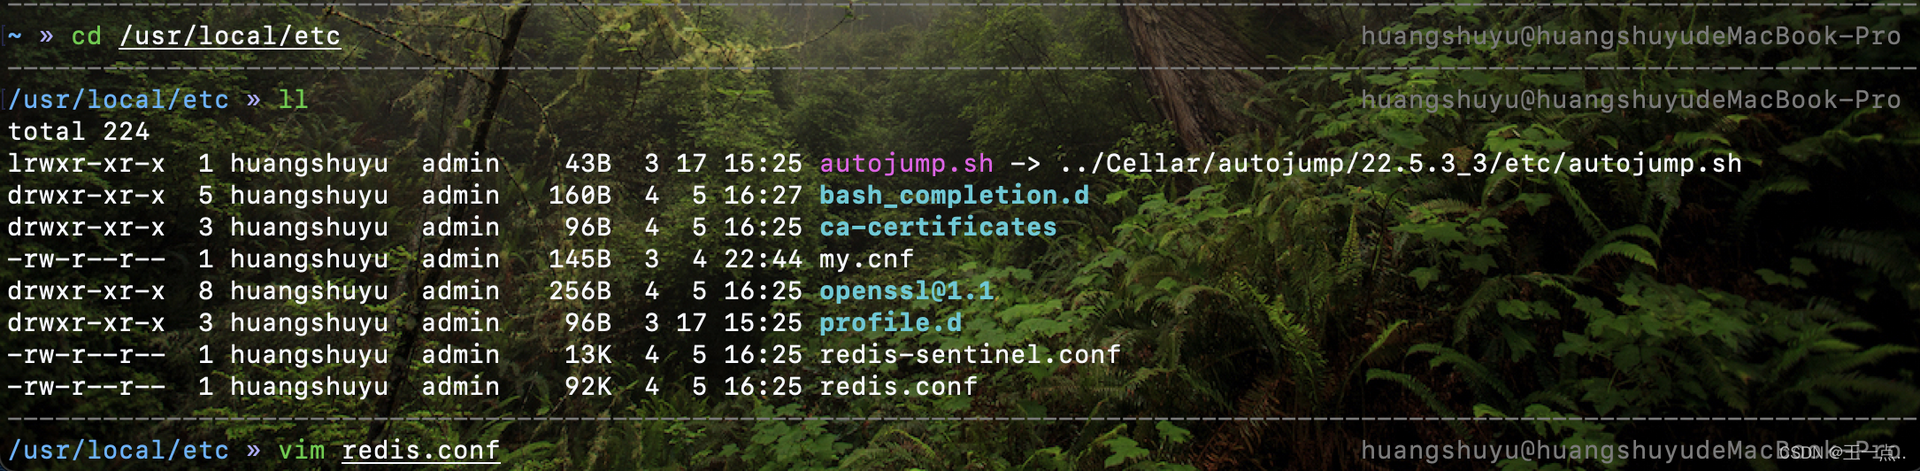 ~ » cd /usr/local/etc huangshuyu@huangshuyudeMacBook-Pro
/usr/local/etc » ll huangshuyu@huangshuyudeMacBook-Pro
total 224
lrwxr-xr-x 1 huangshuyu admin 43B 3 17 15:25 autojump.sh -> ../Cellar/autojump/22.5.3_3/etc/autojump.sh
drwxr-xr-x 5 huangshuyu admin 160B 4 5 16:27 bash_completion.d
drwxr-xr-x 3 huangshuyu admin 96B 4 5 16:25 ca-certificates
-rw-r--r-- 1 huangshuyu admin 145B 3 4 22:44 my.cnf
drwxr-xr-x 8 huangshuyu admin 256B 4 5 16:25 openssl@1.1
drwxr-xr-x 3 huangshuyu admin 96B 3 17 15:25 profile.d
-rw-r--r-- 1 huangshuyu admin 13K 4 5 16:25 redis-sentinel.conf
-rw-r--r-- 1 huangshuyu admin 92K 4 5 16:25 redis.conf
/usr/local/etc » vim redis.conf huangshuyu@huangshuyudeMacBook-Pro
CSDN @王一点..